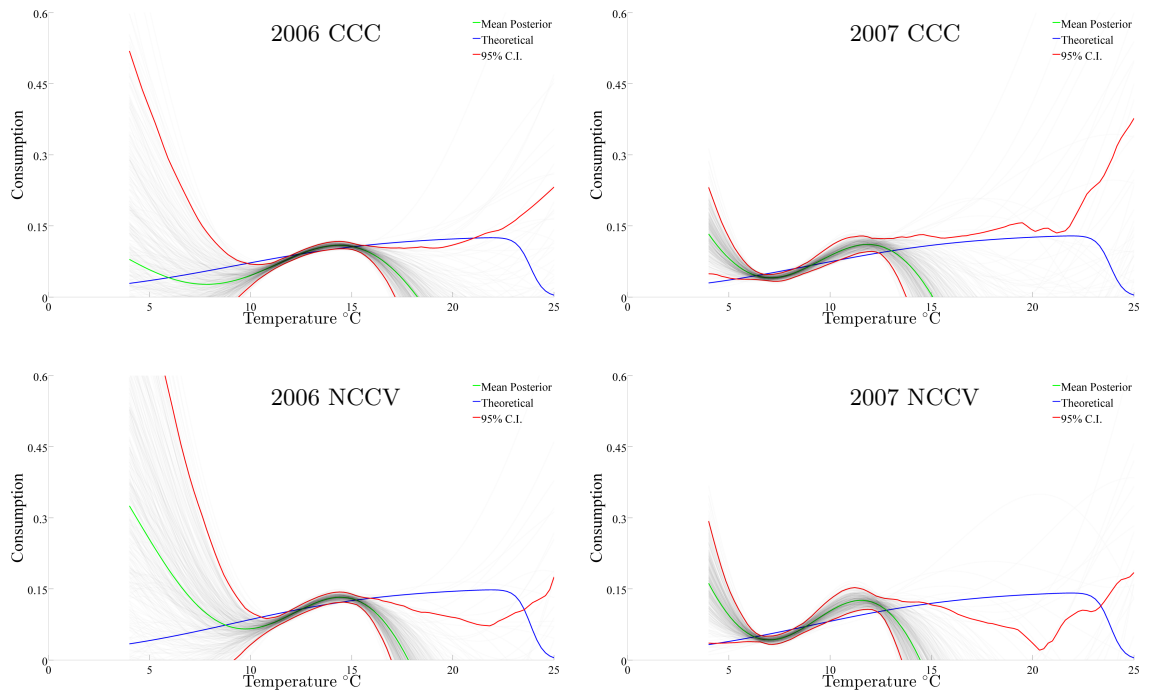 2006 CCC
Mean Posterior
Theoretical
95% C.I.
Consumption
0.6
0.45
0.3
0.15
0
0 5 10 15 20 25
Temperature °C
2007 CCC
Mean Posterior
Theoretical
95% C.I.
Consumption
0.6
0.45
0.3
0.15
0
0 5 10 15 20 25
Temperature °C
2006 NCCV
Mean Posterior
Theoretical
95% C.I.
Consumption
0.6
0.45
0.3
0.15
0
0 5 10 15 20 25
Temperature °C
2007 NCCV
Mean Posterior
Theoretical
95% C.I.
Consumption
0.6
0.45
0.3
0.15
0
0 5 10 15 20 25
Temperature °C